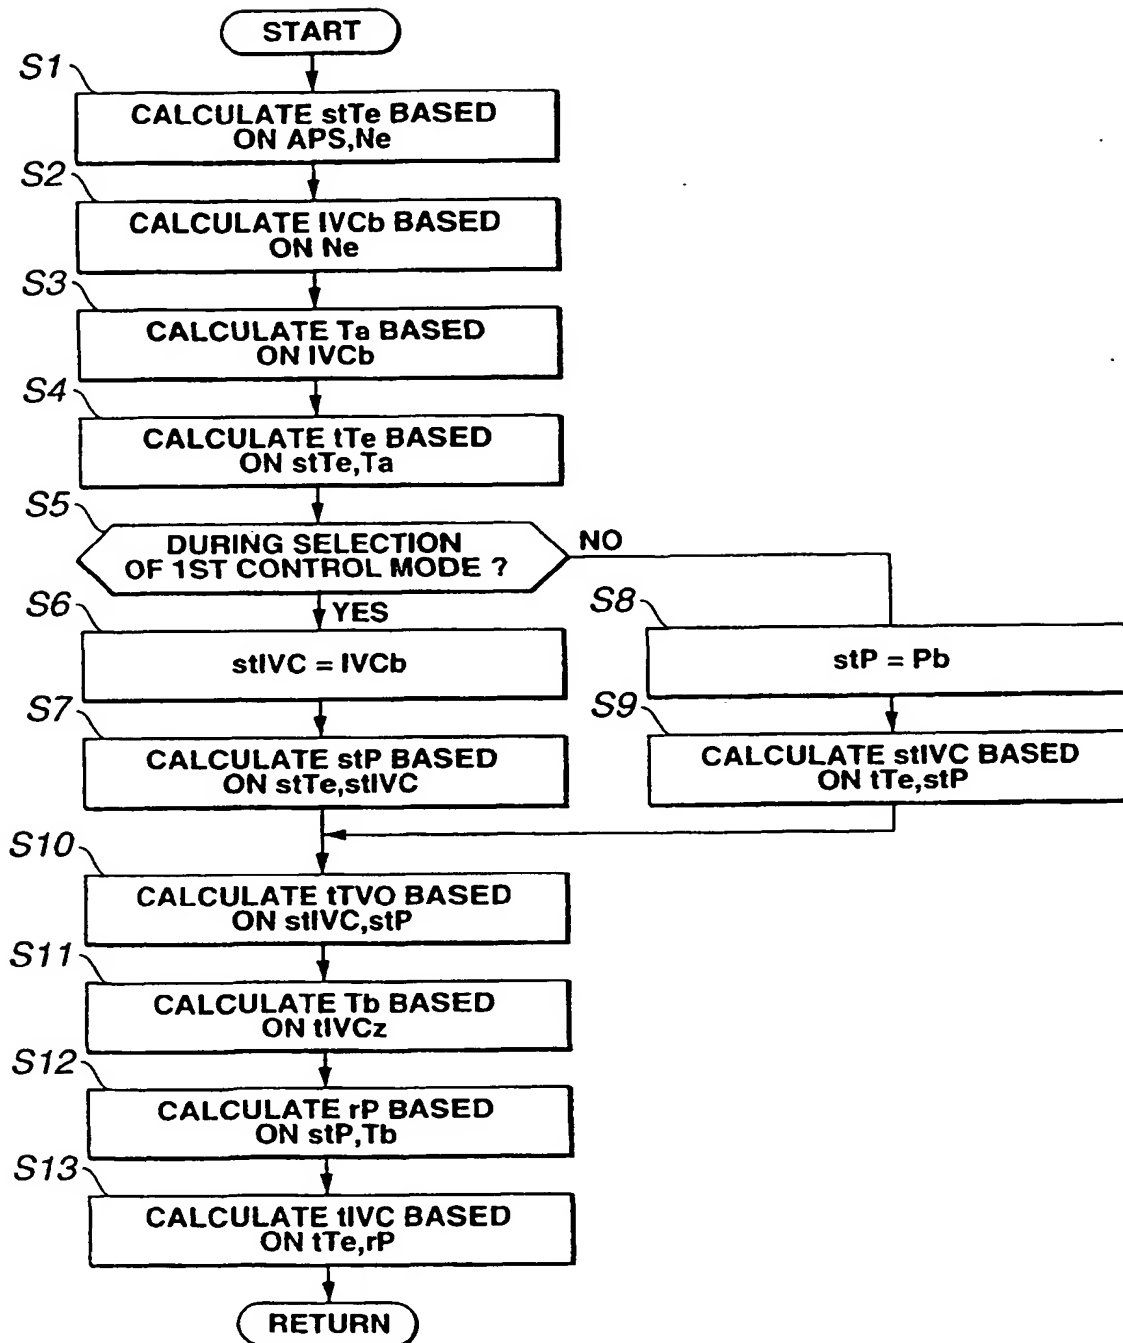 START
S1
CALCULATE stTe BASED
ON APS,Ne
S2
CALCULATE IVCb BASED
ON Ne
S3
CALCULATE Ta BASED
ON IVCb
S4
CALCULATE tTe BASED
ON stTe,Ta
S5
DURING SELECTION
OF 1ST CONTROL MODE ?
NO
YES
S6
stIVC = IVCb
S7
CALCULATE stP BASED
ON stTe,stIVC
S8
stP = Pb
S9
CALCULATE stIVC BASED
ON tTe,stP
S10
CALCULATE tTVO BASED
ON stIVC,stP
S11
CALCULATE Tb BASED
ON tIVCz
S12
CALCULATE rP BASED
ON stP,Tb
S13
CALCULATE tIVC BASED
ON tTe,rP
RETURN